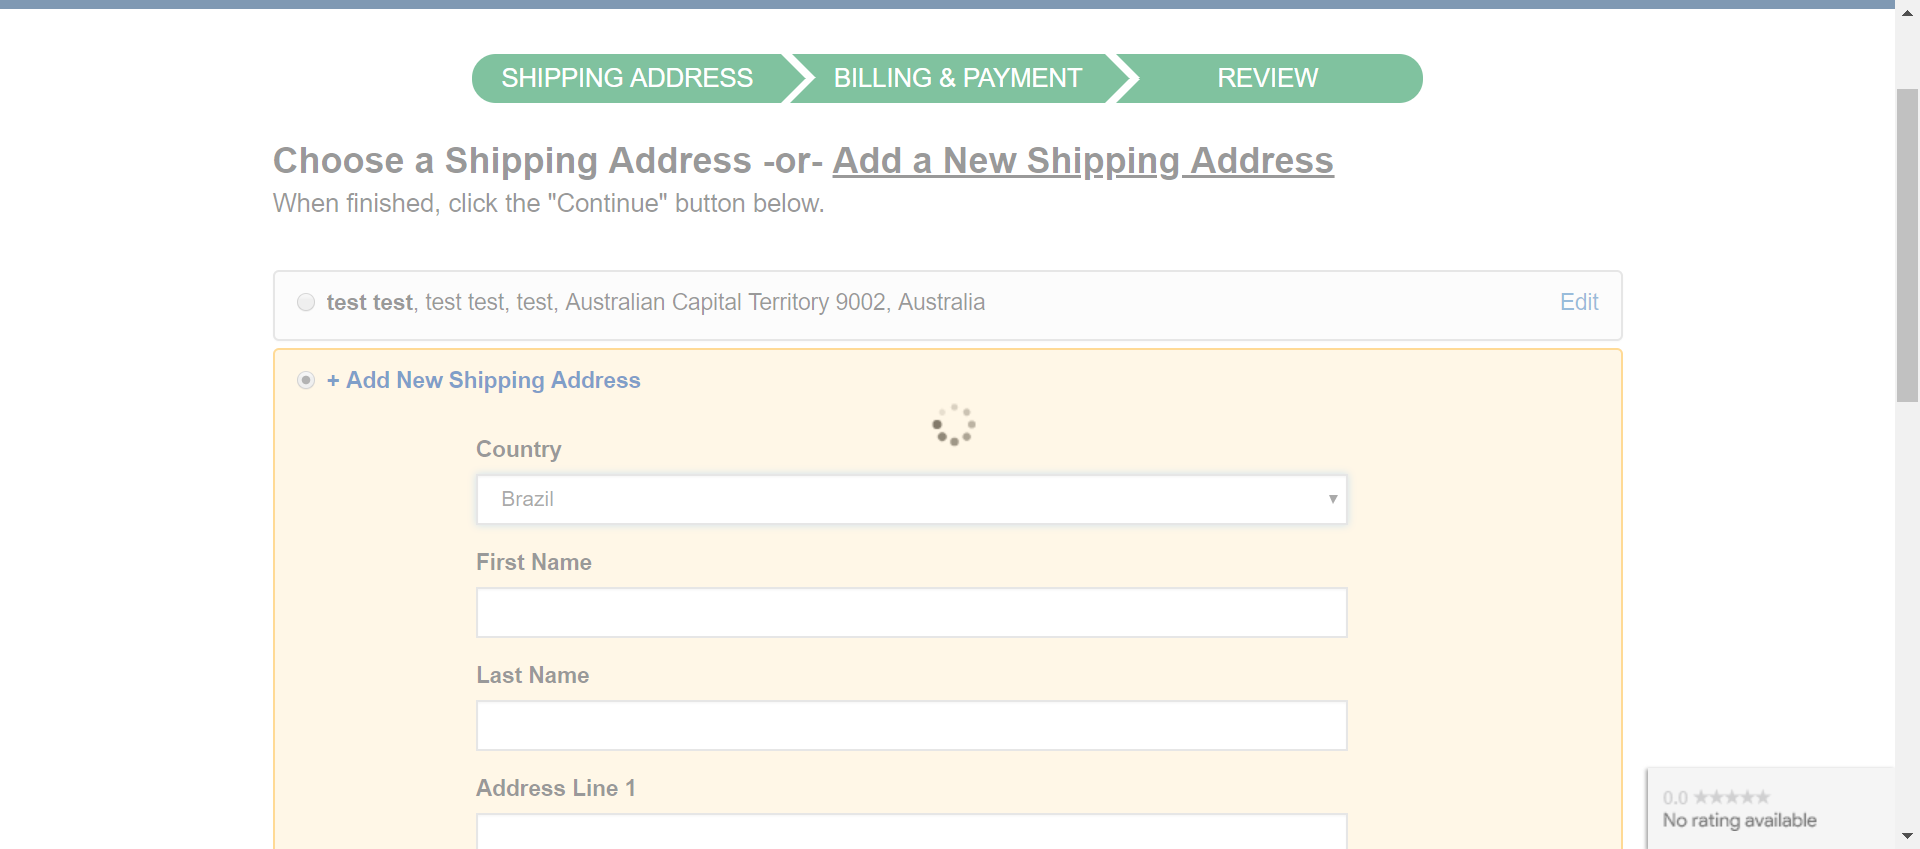 SHIPPING ADDRESS BILLING & PAYMENT REVIEW
Choose a Shipping Address -or- Add a New Shipping Address
When finished, click the "Continue" button below.
test test, test test, test, Australian Capital Territory 9002, Australia Edit
+ Add New Shipping Address
Country
Brazil
First Name
Last Name
Address Line 1
0.0 ★★★★★
No rating available